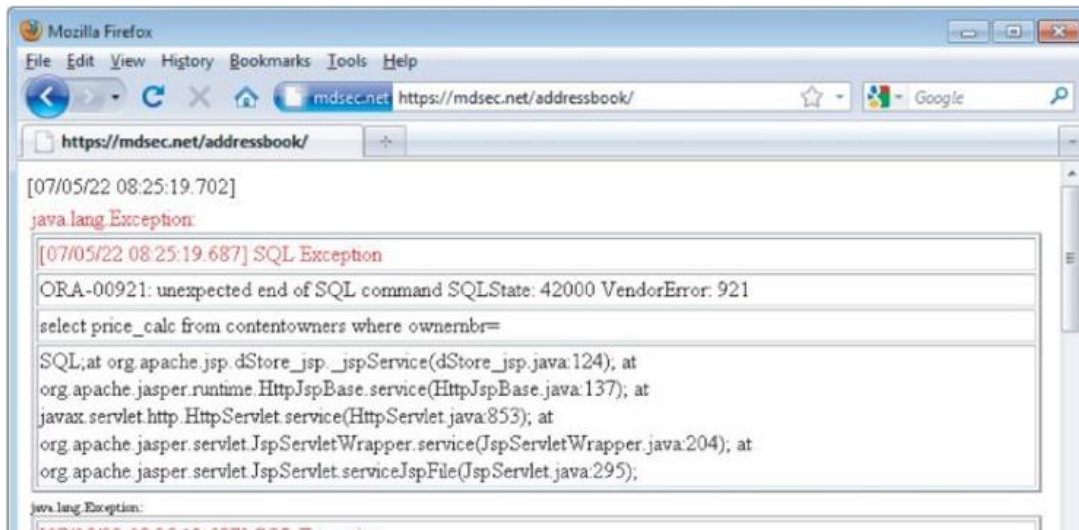 Mozilla Firefox
File Edit View History Bookmarks Tools Help
mdsec.net https://mdsec.net/addressbook/
Google
https://mdsec.net/addressbook/
[07/05/22 08:25:19.702]
java.lang.Exception:
[07/05/22 08:25:19.687] SQL Exception
ORA-00921: unexpected end of SQL command SQLState: 42000 VendorError: 921
select price_calc from contentowners where ownernbr=
SQL;at org.apache.jsp.dStore_jsp._jspService(dStore_jsp.java:124); at
org.apache.jasper.runtime.HttpJspBase.service(HttpJspBase.java:137); at
javax.servlet.http.HttpServlet.service(HttpServlet.java:853); at
org.apache.jasper.servlet.JspServletWrapper.service(JspServletWrapper.java:204); at
org.apache.jasper.servlet.JspServlet.serviceJspFile(JspServlet.java:295);
java.lang.Exception: